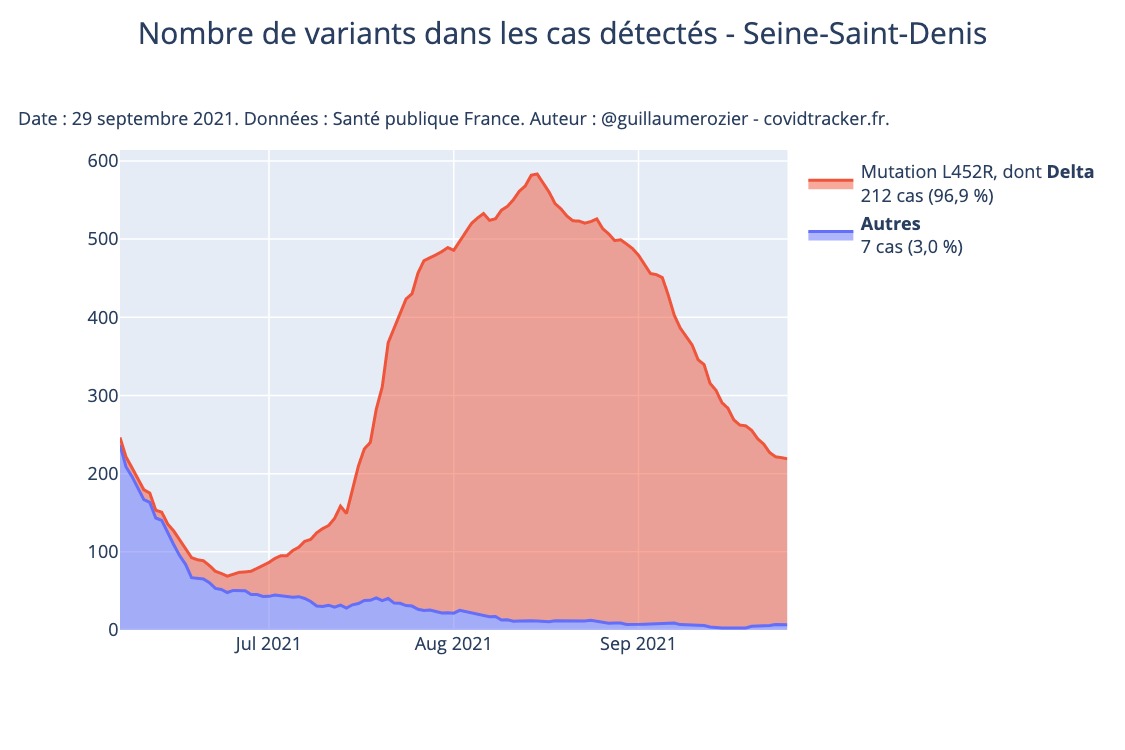 Nombre de variants dans les cas détectés - Seine-Saint-Denis
Date : 29 septembre 2021. Données : Santé publique France. Auteur : @guillaumerozier - covidtracker.fr.
600
500
400
300
200
100
0
Jul 2021
Aug 2021
Sep 2021
Mutation L452R, dont Delta
212 cas (96,9 %)
Autres
7 cas (3,0 %)